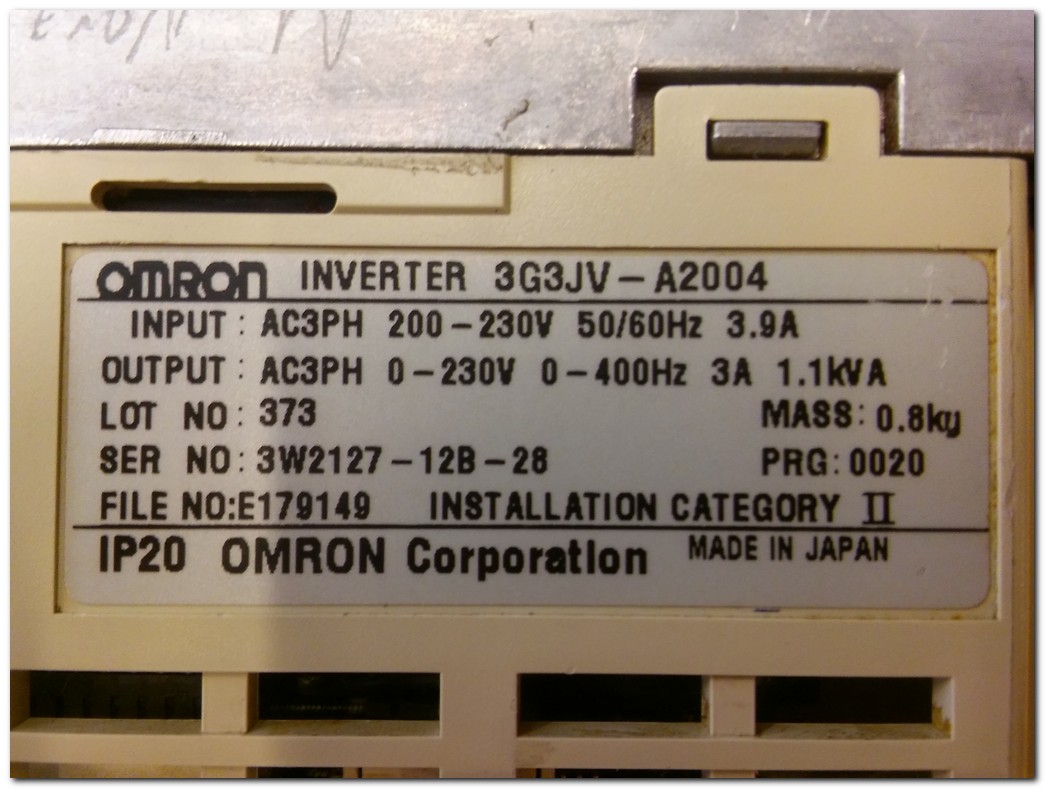 OMRON INVERTER 3G3JV-A2004
INPUT: AC3PH 200-230V 50/60Hz 3.9A
OUTPUT: AC3PH 0-230V 0-400Hz 3A 1.1kVA
LOT NO: 373 MASS: 0.8kg
SER NO: 3W2127-12B-28 PRG: 0020
FILE NO:E179149 INSTALLATION CATEGORY II
IP20 OMRON Corporation MADE IN JAPAN